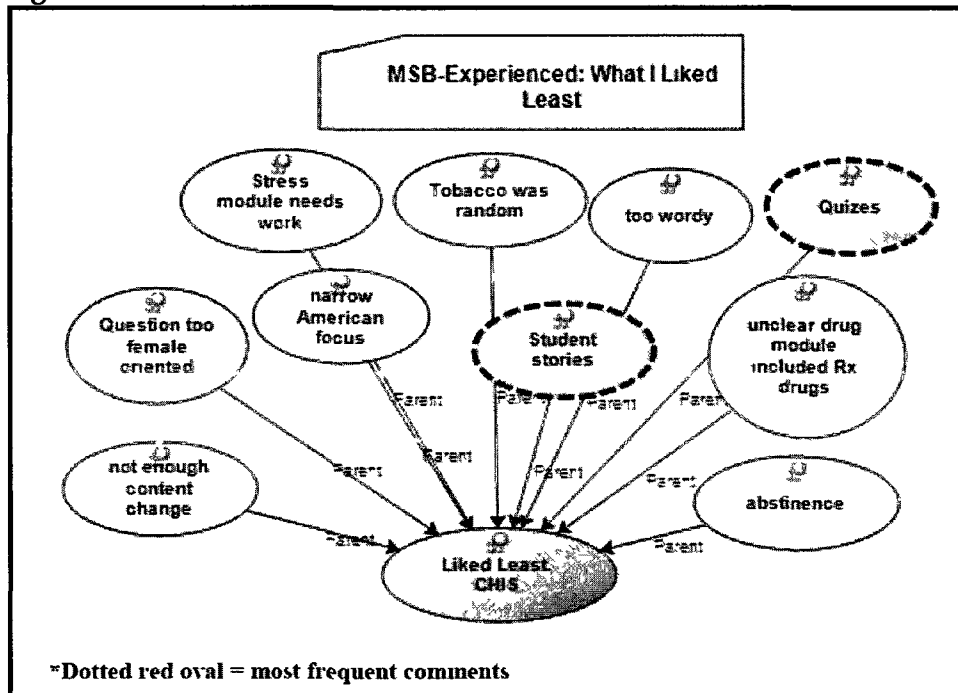 MSB-Experienced: What I Liked
Least
Stress
module needs
work
Tobacco was
random
too wordy
Quizes
Question too
female
oriented
narrow
American
focus
Student
stories
unclear drug
module
included Rx
drugs
Parent
Parent
Parent
Parent
Parent
Parent
Parent
Parent
not enough
content
change
abstinence
Parent
Parent
Liked Least
CHIS
*Dotted red oval = most frequent comments